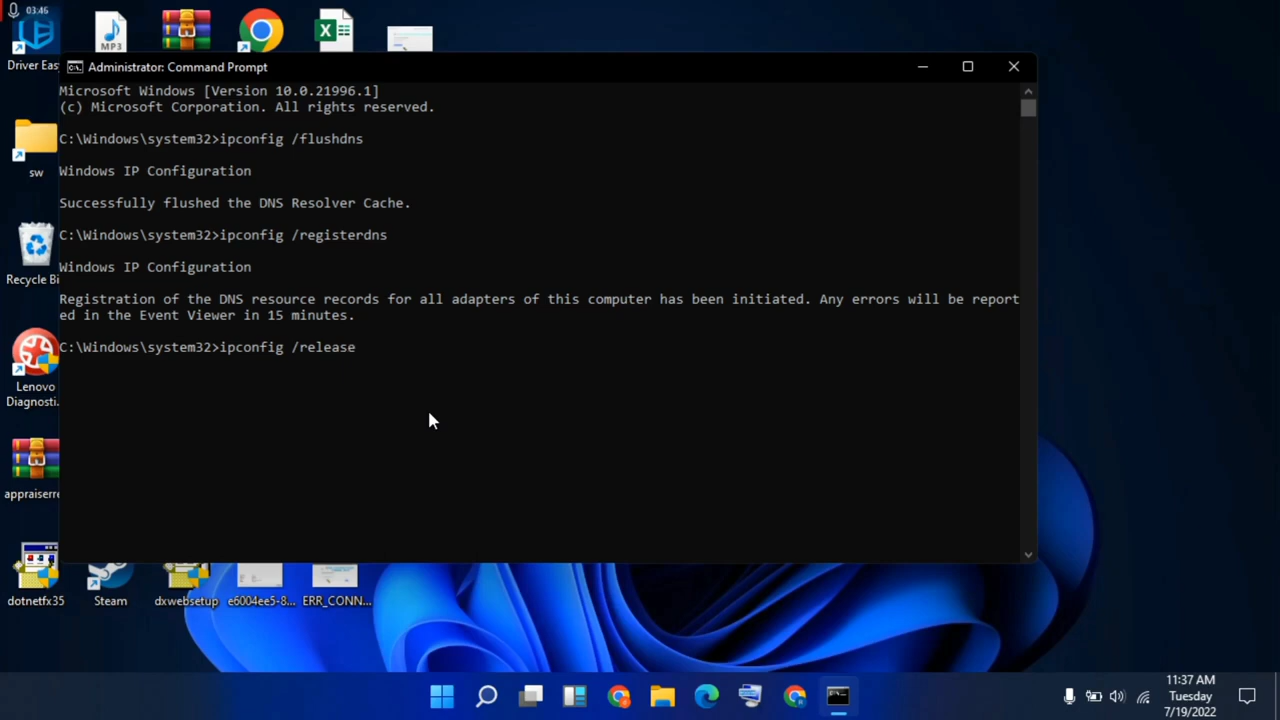 03:46
MP3
Driver Eas
Administrator: Command Prompt
Microsoft Windows [Version 10.0.21996.1]
(c) Microsoft Corporation. All rights reserved.
C:\Windows\system32>ipconfig /flushdns
Windows IP Configuration
sw
Successfully flushed the DNS Resolver Cache.
C:\Windows\system32>ipconfig /registerdns
Windows IP Configuration
Recycle Bi
Registration of the DNS resource records for all adapters of this computer has been initiated. Any errors will be report
ed in the Event Viewer in 15 minutes.
C:\Windows\system32>ipconfig /release
Lenovo
Diagnosti...
appraiserre
dotnetfx35
Steam
dxwebsetup
e6004ee5-8...
ERR_CONN...
11:37 AM
Tuesday
7/19/2022